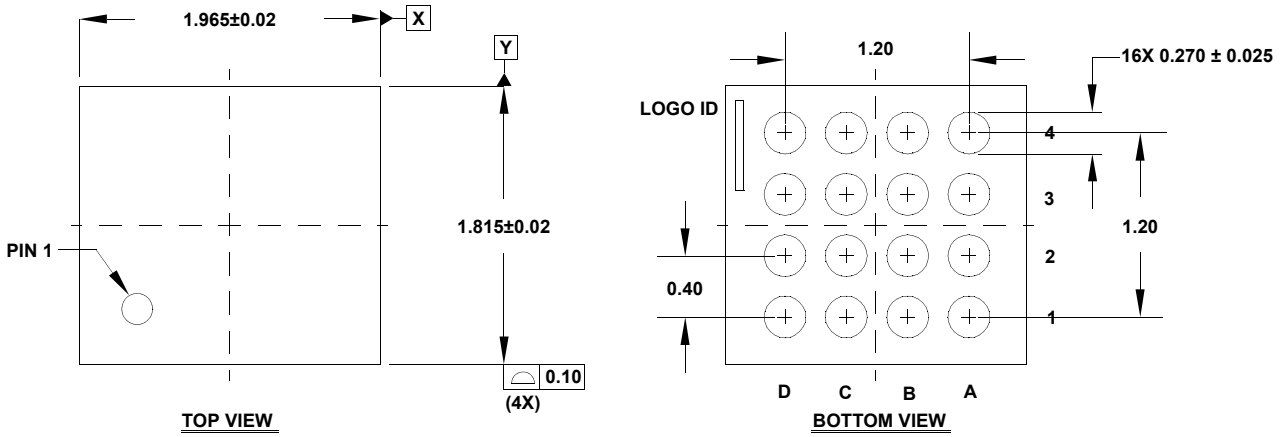 1.965±0.02
X
Y
1.815±0.02
PIN 1
0.10
(4X)
TOP VIEW
1.20
16X 0.270 ± 0.025
LOGO ID
4
3
1.20
2
0.40
1
D C B A
BOTTOM VIEW